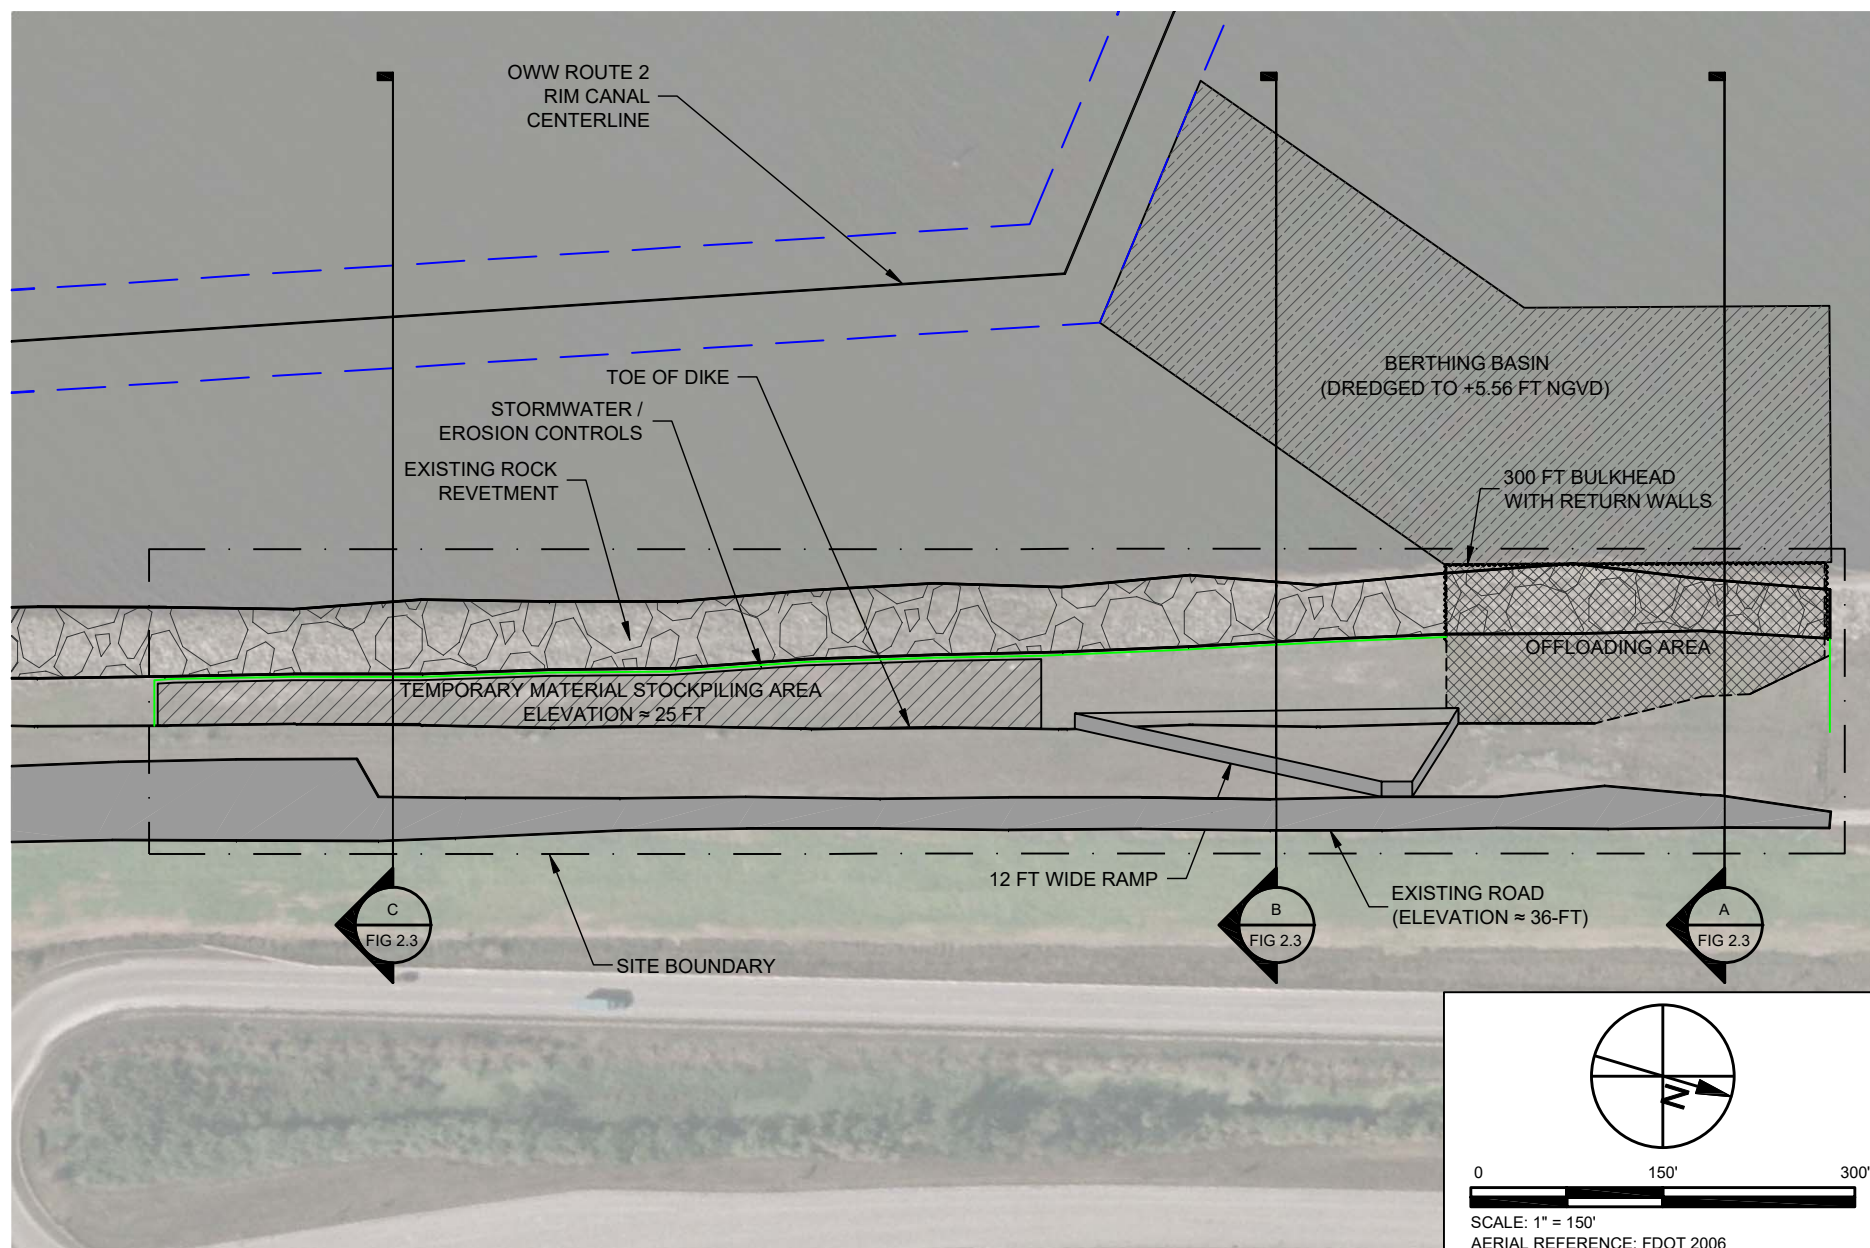 OWW ROUTE 2
RIM CANAL
CENTERLINE
TOE OF DIKE
STORMWATER /
EROSION CONTROLS
EXISTING ROCK
REVETMENT
BERTHING BASIN
(DREDGED TO +5.56 FT NGVD)
300 FT BULKHEAD
WITH RETURN WALLS
OFFLOADING AREA
TEMPORARY MATERIAL STOCKPILING AREA
ELEVATION ≈ 25 FT
12 FT WIDE RAMP
EXISTING ROAD
(ELEVATION ≈ 36-FT)
C
FIG 2.3
B
FIG 2.3
A
FIG 2.3
SITE BOUNDARY
N
0 150' 300'
SCALE: 1" = 150'
AERIAL REFERENCE: FDOT 2006